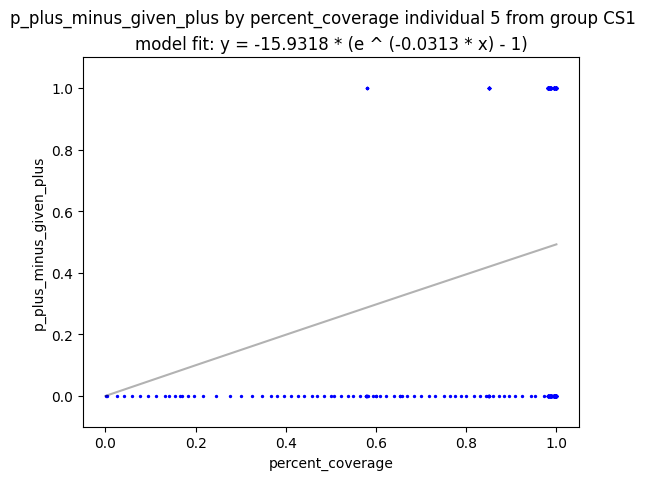 p_plus_minus_given_plus by percent_coverage individual 5 from group CS1
model fit: y = -15.9318 * (e ^ (-0.0313 * x) - 1)
1.0
0.8
0.6
0.4
0.2
0.0
p_plus_minus_given_plus
0.0 0.2 0.4 0.6 0.8 1.0
percent_coverage